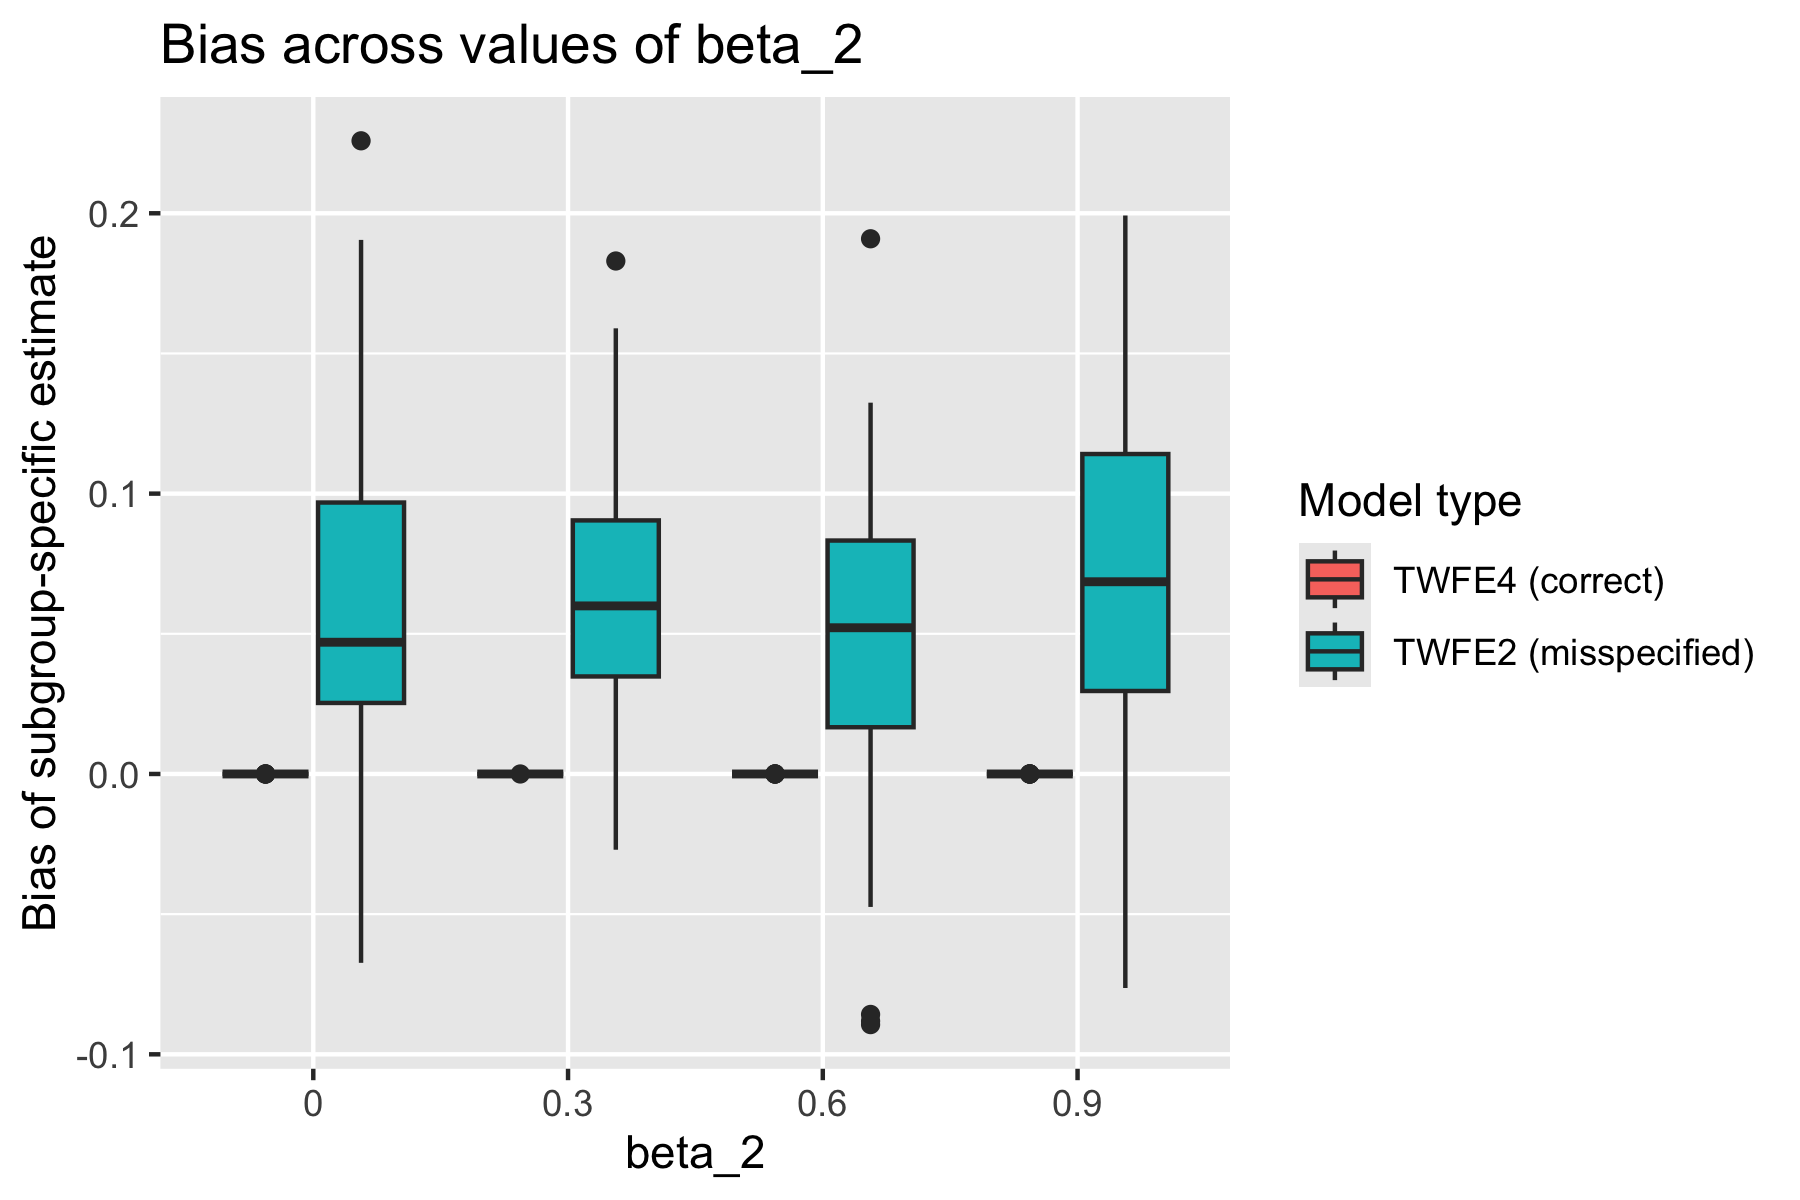 Bias across values of beta_2
Bias of subgroup-specific estimate
0.2
0.1
0.0
-0.1
0 0.3 0.6 0.9
beta_2
Model type
TWFE4 (correct)
TWFE2 (misspecified)